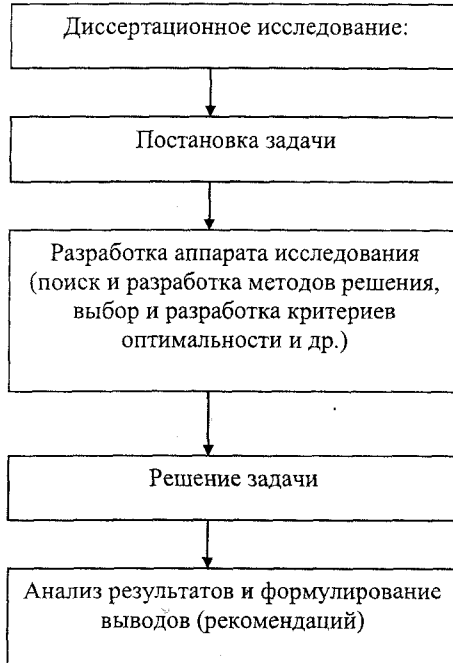 Диссертационное исследование:
Постановка задачи
Разработка аппарата исследования
(поиск и разработка методов решения,
выбор и разработка критериев
оптимальности и др.)
Решение задачи
Анализ результатов и формулирование
выводов (рекомендаций)